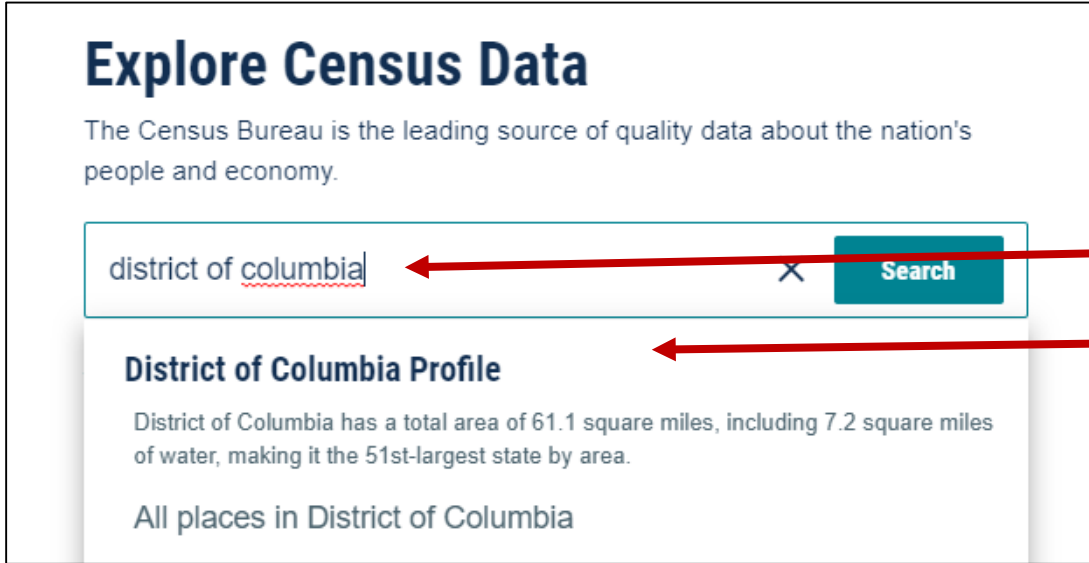 Explore Census Data
The Census Bureau is the leading source of quality data about the nation's
people and economy.
district of columbia
Search
District of Columbia Profile
District of Columbia has a total area of 61.1 square miles, including 7.2 square miles
of water, making it the 51st-largest state by area.
All places in District of Columbia